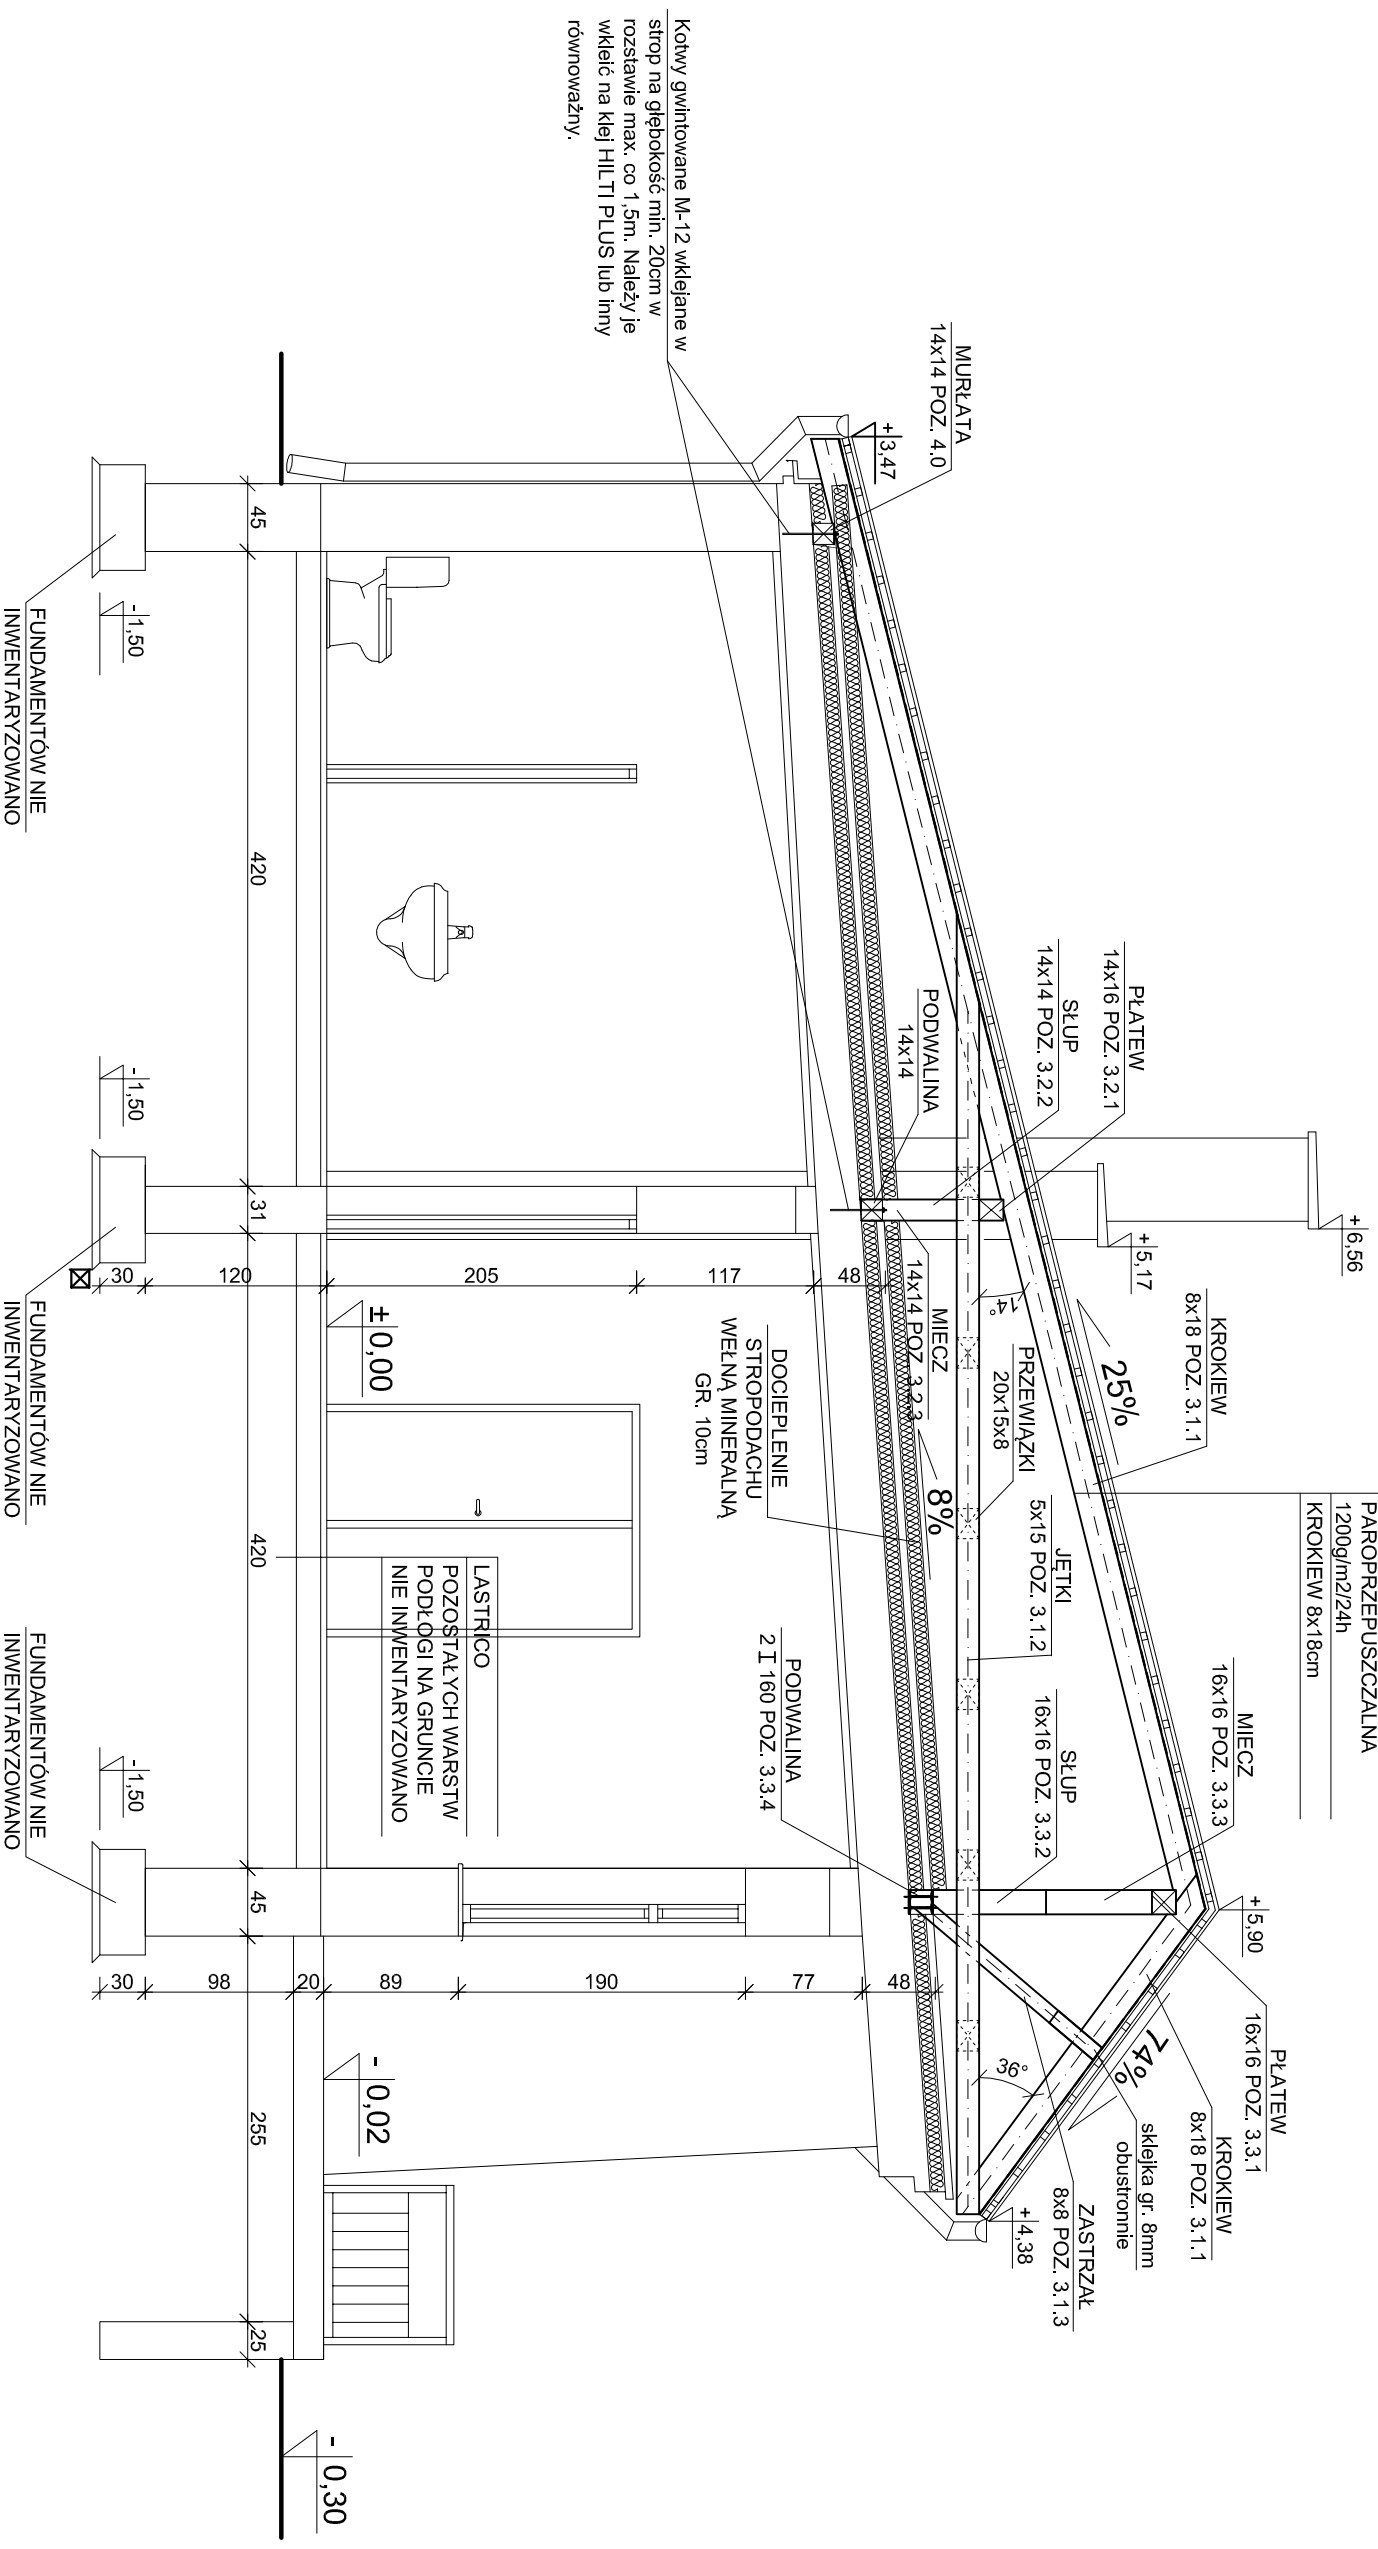 PAROPRZEPUSZCZALNA
1200g/m2/24h
KROKIEW 8x18cm
+6,56
+5,17
PŁATEW
14x16 POZ. 3.2.1
SŁUP
14x14 POZ. 3.2.2
PODWALINA
14x14
MURŁATA
14x14 POZ. 4.0
+3,47
Kotwy gwintowane M-12 wklejane w
strop na głębokość min. 20cm w
rozstawie max. co 1,5m. Należy je
wkleić na klej HILTI PLUS lub inny
równoważny.
KROKIEW
8x18 POZ. 3.1.1
25%
14°
PRZEWIĄZKI
20x15x8
JĘTKI
5x15 POZ. 3.1.2
MIECZ
14x14 POZ. 3.2.3
8%
DOCIEPLENIE
STROPODACHU
WEŁNĄ MINERALNĄ
GR. 10cm
MIECZ
16x16 POZ. 3.3.3
SŁUP
16x16 POZ. 3.3.2
PODWALINA
2 I 160 POZ. 3.3.4
+5,90
PŁATEW
16x16 POZ. 3.3.1
KROKIEW
8x18 POZ. 3.1.1
74%
sklejka gr. 8mm
obustronnie
ZASTRZAŁ
8x8 POZ. 3.1.3
36°
+4,38
48
117
205
120
30
48
77
190
89
20
98
30
±0,00
LASTRICO
POZOSTAŁYCH WARSTW
PODŁOGI NA GRUNCIE
NIE INWENTARYZOWANO
-0,02
-0,30
45
420
31
420
45
255
25
-1,50
-1,50
-1,50
FUNDAMENTÓW NIE
INWENTARYZOWANO
FUNDAMENTÓW NIE
INWENTARYZOWANO
FUNDAMENTÓW NIE
INWENTARYZOWANO